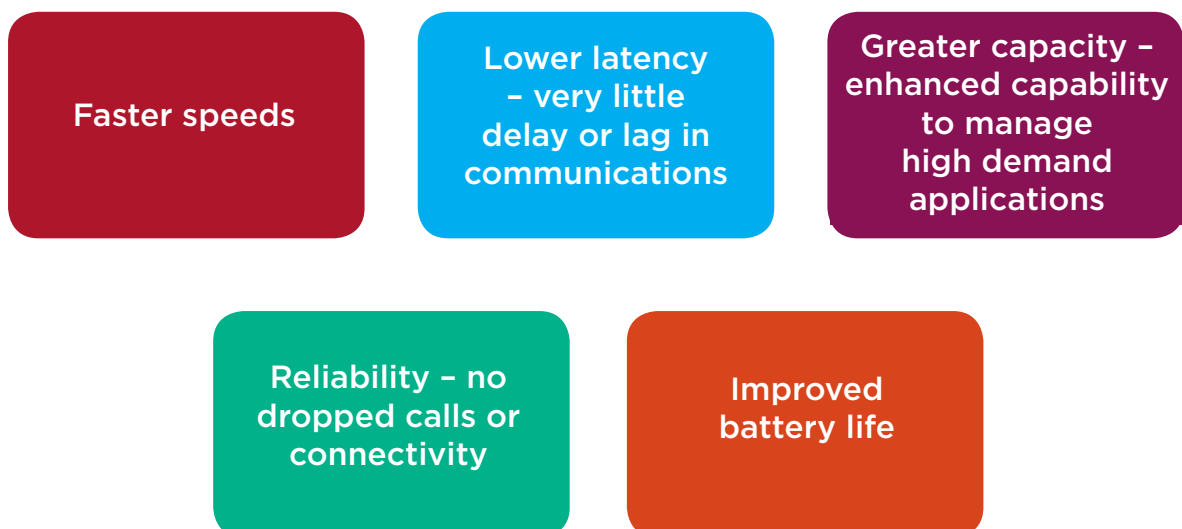 Faster speeds
Lower latency
– very little
delay or lag in
communications
Greater capacity –
enhanced capability
to manage
high demand
applications
Reliability – no
dropped calls or
connectivity
Improved
battery life